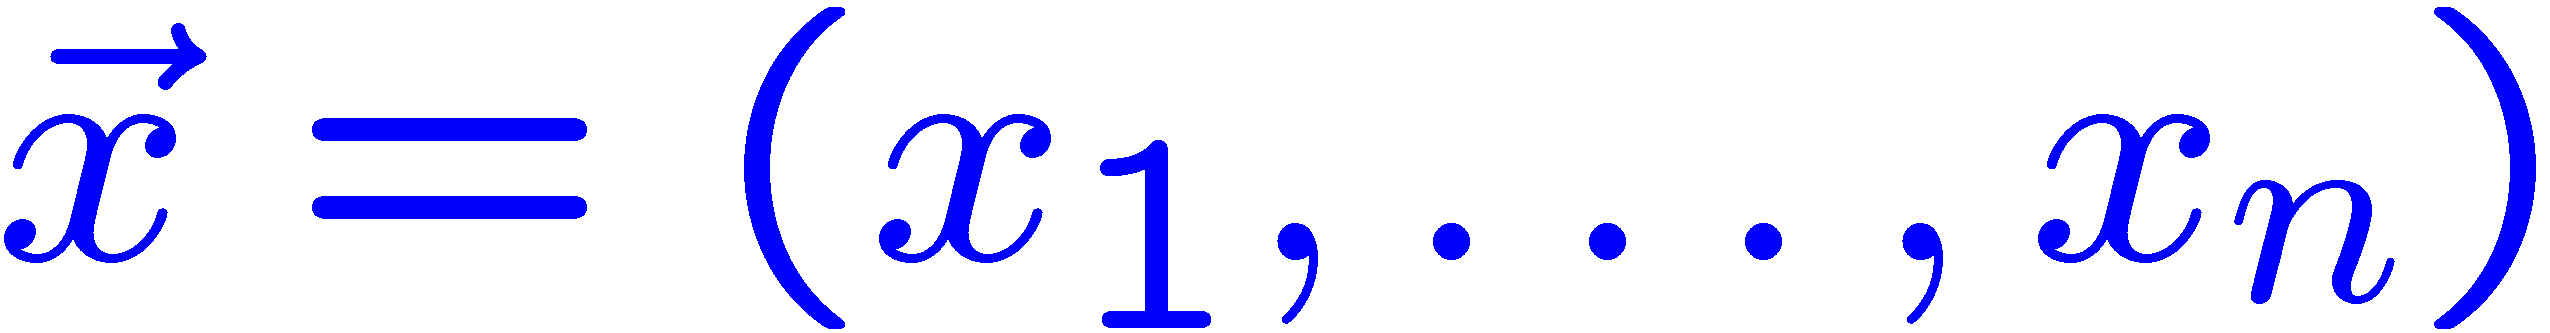 x⃗ = (x₁, . . . , xₙ)